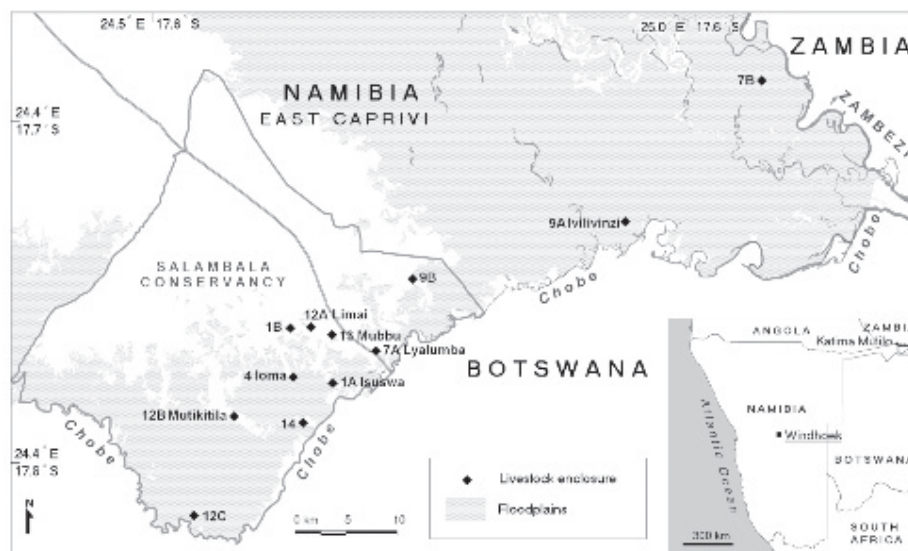 24.5° E 17.8° S
25.0° E 17.6° S
ZAMBIA
7B
NAMIBIA
EAST CAPRIVI
24.4° E
17.7° S
ZAMBEZI
9A Ivilivinzi
Chobe
SALAMBALA
CONSERVANCY
9B
Chobe
12A Limai
1B
13 Mubbu
7A Lyalumba
BOTSWANA
4 Ioma
1A Isuswa
12B Mutikitila
14
Chobe
Chobe
24.4° E
17.8° S
12C
N
0 km 5 10
Livestock enclosure
Floodplains
ANGOLA
ZAMBIA
Katima Mutilo
Atlantic Ocean
NAMIBIA
Windhoek
BOTSWANA
SOUTH
AFRICA
300 km